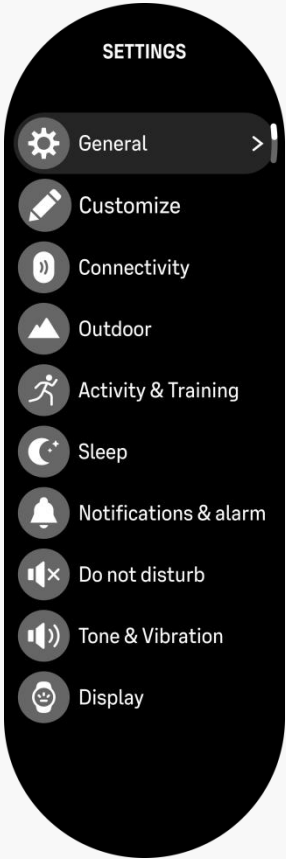 SETTINGS
General
Customize
Connectivity
Outdoor
Activity & Training
Sleep
Notifications & alarm
Do not disturb
Tone & Vibration
Display